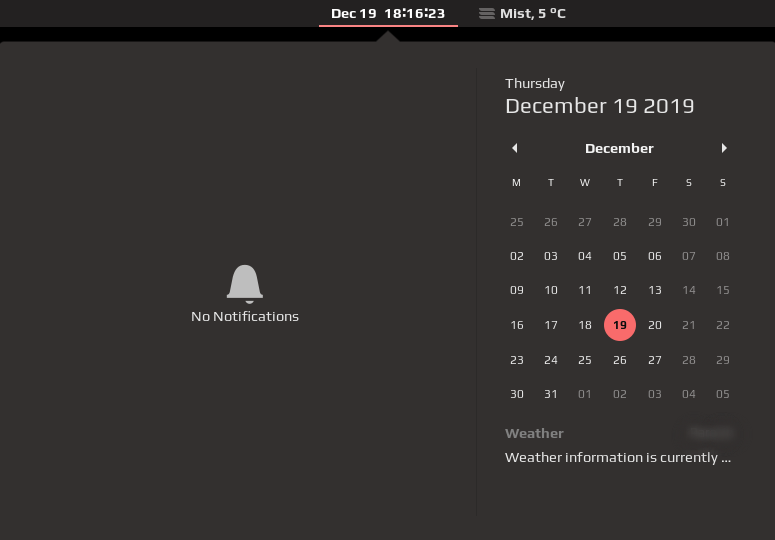 Dec 19 18:16:23
Mist, 5 °C
No Notifications
Thursday
December 19 2019
December
M T W T F S S
25 26 27 28 29 30 01
02 03 04 05 06 07 08
09 10 11 12 13 14 15
16 17 18 19 20 21 22
23 24 25 26 27 28 29
30 31 01 02 03 04 05
Weather
Weather information is currently ...